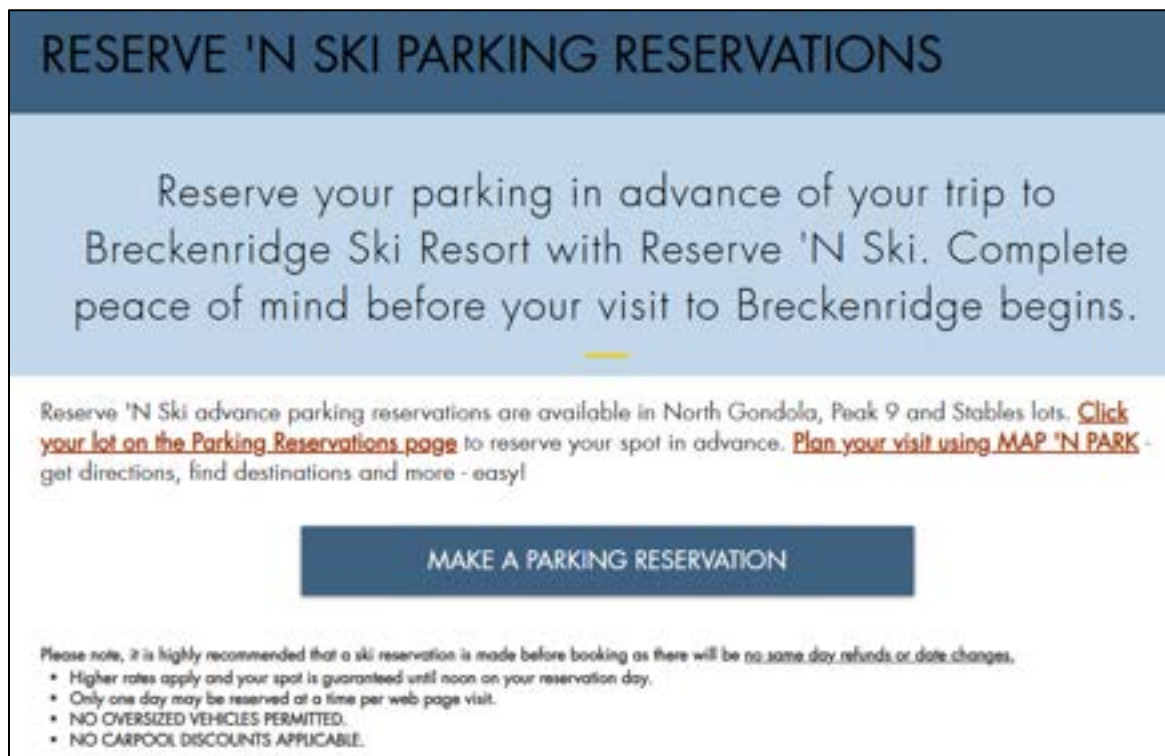 RESERVE 'N SKI PARKING RESERVATIONS
Reserve your parking in advance of your trip to
Breckenridge Ski Resort with Reserve 'N Ski. Complete
peace of mind before your visit to Breckenridge begins.
Reserve 'N Ski advance parking reservations are available in North Gondola, Peak 9 and Stables lots. Click
your lot on the Parking Reservations page to reserve your spot in advance. Plan your visit using MAP 'N PARK -
get directions, find destinations and more - easy!
MAKE A PARKING RESERVATION
Please note, it is highly recommended that a ski reservation is made before booking as there will be no same day refunds or date changes.
• Higher rates apply and your spot is guaranteed until noon on your reservation day.
• Only one day may be reserved at a time per web page visit.
• NO OVERSIZED VEHICLES PERMITTED.
• NO CARPOOL DISCOUNTS APPLICABLE.